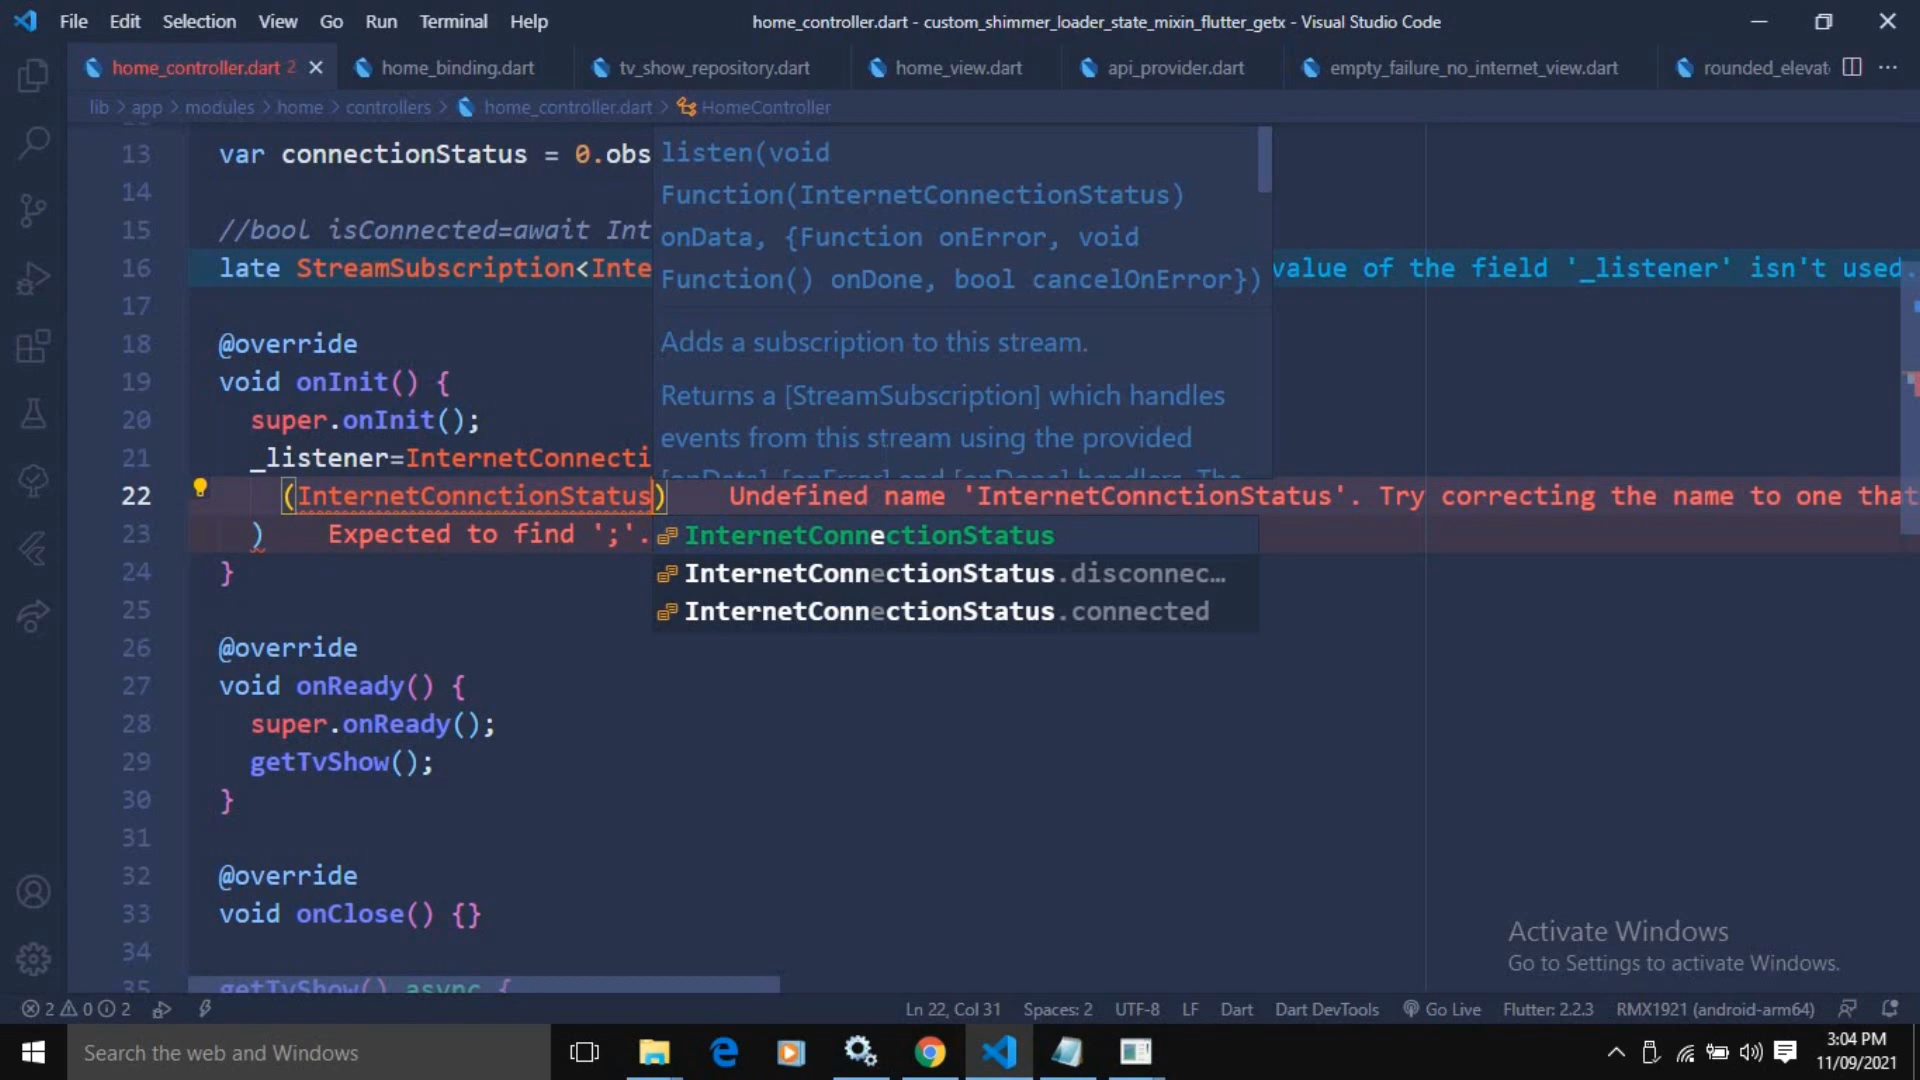 File Edit Selection View Go Run Terminal Help
home_controller.dart - custom_shimmer_loader_state_mixin_flutter_getx - Visual Studio Code
home_controller.dart 2
home_binding.dart
tv_show_repository.dart
home_view.dart
api_provider.dart
empty_failure_no_internet_view.dart
rounded_elevat
lib > app > modules > home > controllers > home_controller.dart > HomeController
13 var connectionStatus = 0.obs
14
15 //bool isConnected=await Int
16 late StreamSubscription<Inte
value of the field '_listener' isn't used.
17
18 @override
19 void onInit() {
20 super.onInit();
21 _listener=InternetConnecti
22 (InternetConnctionStatus) Undefined name 'InternetConnctionStatus'. Try correcting the name to one that
23 ) Expected to find ';'.
24 }
25
26 @override
27 void onReady() {
28 super.onReady();
29 getTvShow();
30 }
31
32 @override
33 void onClose() {}
34
35 getTvShow() async {
listen(void
Function(InternetConnectionStatus)
onData, {Function onError, void
Function() onDone, bool cancelOnError})
Adds a subscription to this stream.
Returns a [StreamSubscription] which handles
events from this stream using the provided
[onData], [onError] and [onDone] handlers. The
InternetConnectionStatus
InternetConnectionStatus.disconnec…
InternetConnectionStatus.connected
Activate Windows
Go to Settings to activate Windows.
2 0 2
Ln 22, Col 31 Spaces: 2 UTF-8 LF Dart Dart DevTools Go Live Flutter: 2.2.3 RMX1921 (android-arm64)
Search the web and Windows
3:04 PM
11/09/2021